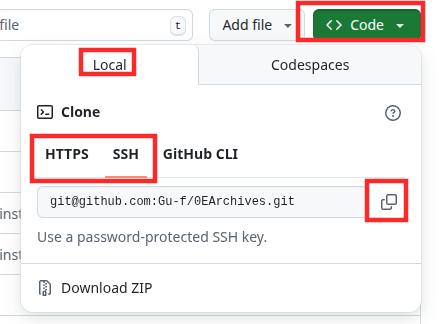 file
t
Add file
Code
Local
Codespaces
Clone
HTTPS
SSH
GitHub CLI
git@github.com:Gu-f/0EArchives.git
inst
Use a password-protected SSH key.
inst
Download ZIP